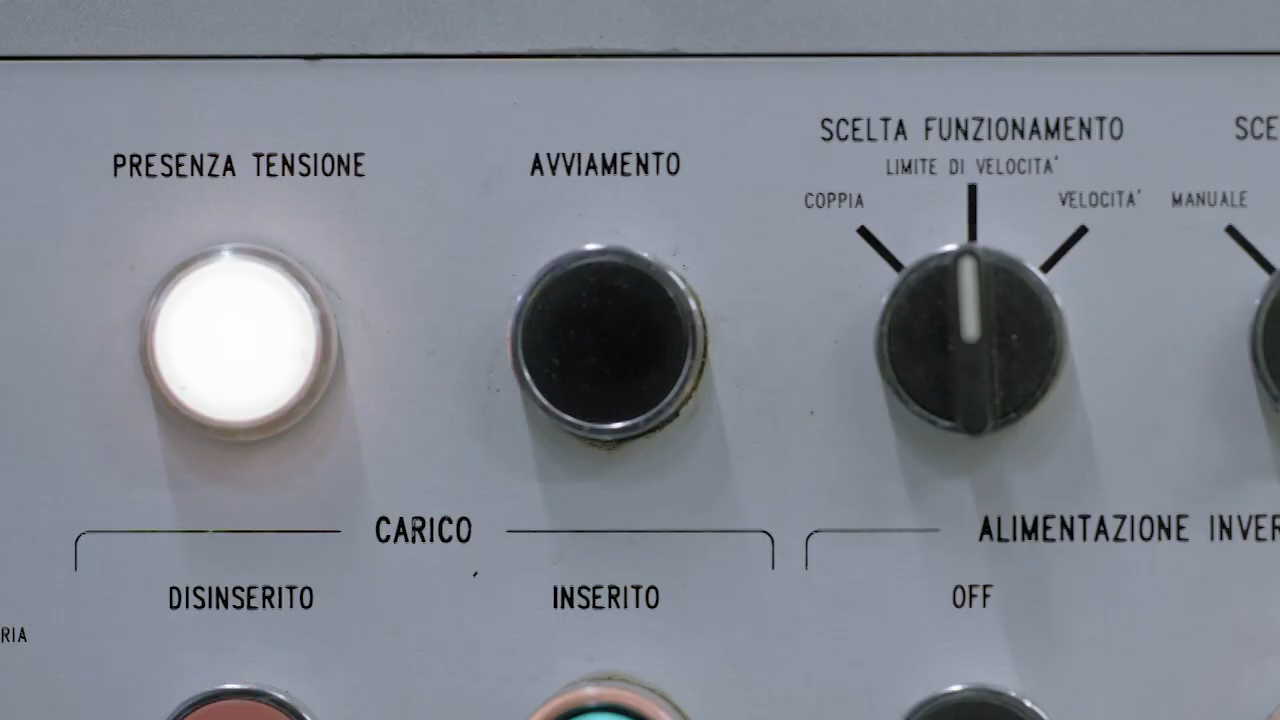 SCELTA FUNZIONAMENTO
PRESENZA TENSIONE
AVVIAMENTO
LIMITE DI VELOCITA'
COPPIA
VELOCITA'
MANUALE
CARICO
ALIMENTAZIONE
DISINSERITO
INSERITO
OFF